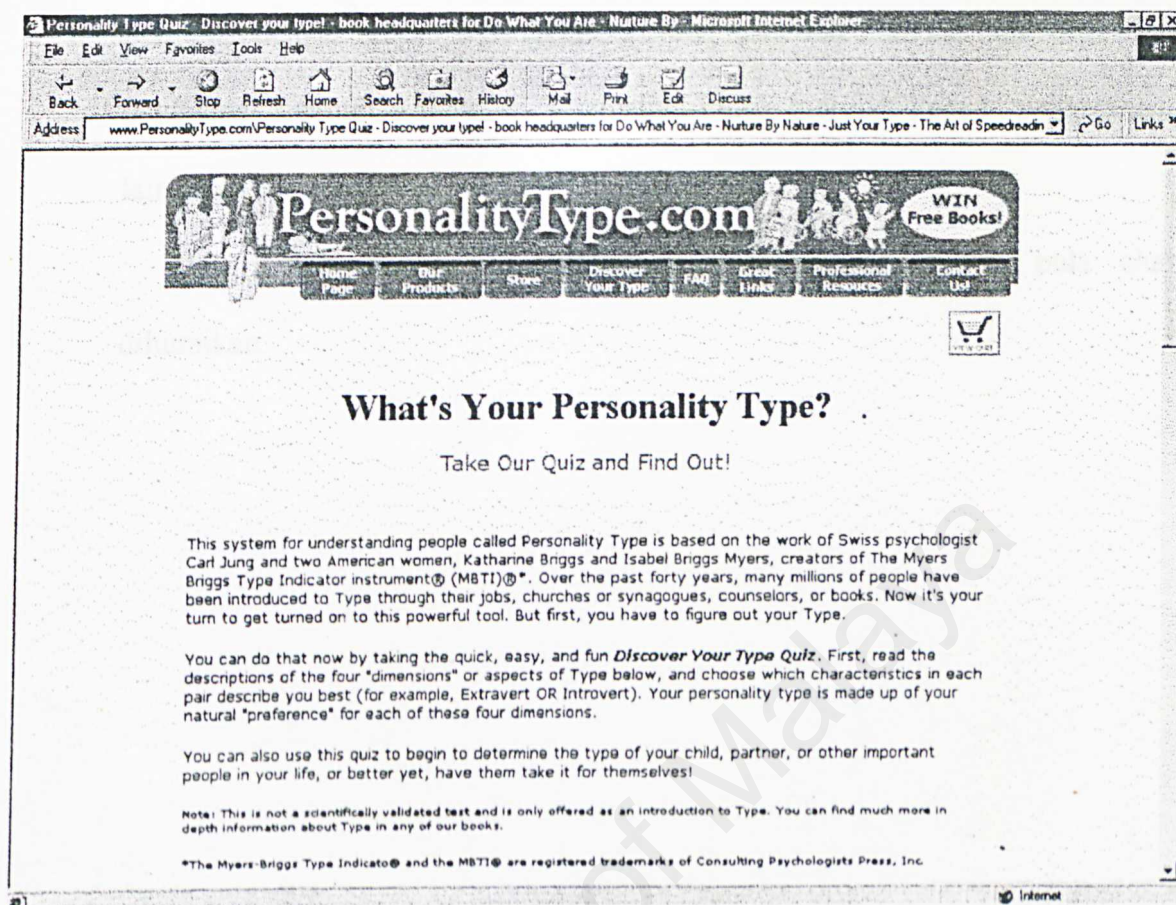 Personality Type Quiz - Discover your type! - book headquarters for Do What You Are - Nurture By - Microsoft Internet Explorer
File Edit View Favorites Tools Help
Back Forward Stop Refresh Home Search Favorites History Mail Print Edit Discuss
Address www.PersonalityType.com\Personality Type Quiz - Discover your type! - book headquarters for Do What You Are - Nurture By Nature - Just Your Type - The Art of Speedreadin Go Links »
PersonalityType.com
WIN
Free Books!
Home Page Our Products Store Discover Your Type FAQ Great Links Professional Resouces Contact Us!
VIEW CART
What's Your Personality Type?
Take Our Quiz and Find Out!
This system for understanding people called Personality Type is based on the work of Swiss psychologist
Carl Jung and two American women, Katharine Briggs and Isabel Briggs Myers, creators of The Myers
Briggs Type Indicator instrument® (MBTI)®*. Over the past forty years, many millions of people have
been introduced to Type through their jobs, churches or synagogues, counselors, or books. Now it's your
turn to get turned on to this powerful tool. But first, you have to figure out your Type.
You can do that now by taking the quick, easy, and fun Discover Your Type Quiz. First, read the
descriptions of the four "dimensions" or aspects of Type below, and choose which characteristics in each
pair describe you best (for example, Extravert OR Introvert). Your personality type is made up of your
natural "preference" for each of these four dimensions.
You can also use this quiz to begin to determine the type of your child, partner, or other important
people in your life, or better yet, have them take it for themselves!
Note: This is not a scientifically validated test and is only offered as an introduction to Type. You can find much more in
depth information about Type in any of our books.
*The Myers-Briggs Type Indicato® and the MBTI® are registered trademarks of Consulting Psychologists Press, Inc.
Internet
of Malaya